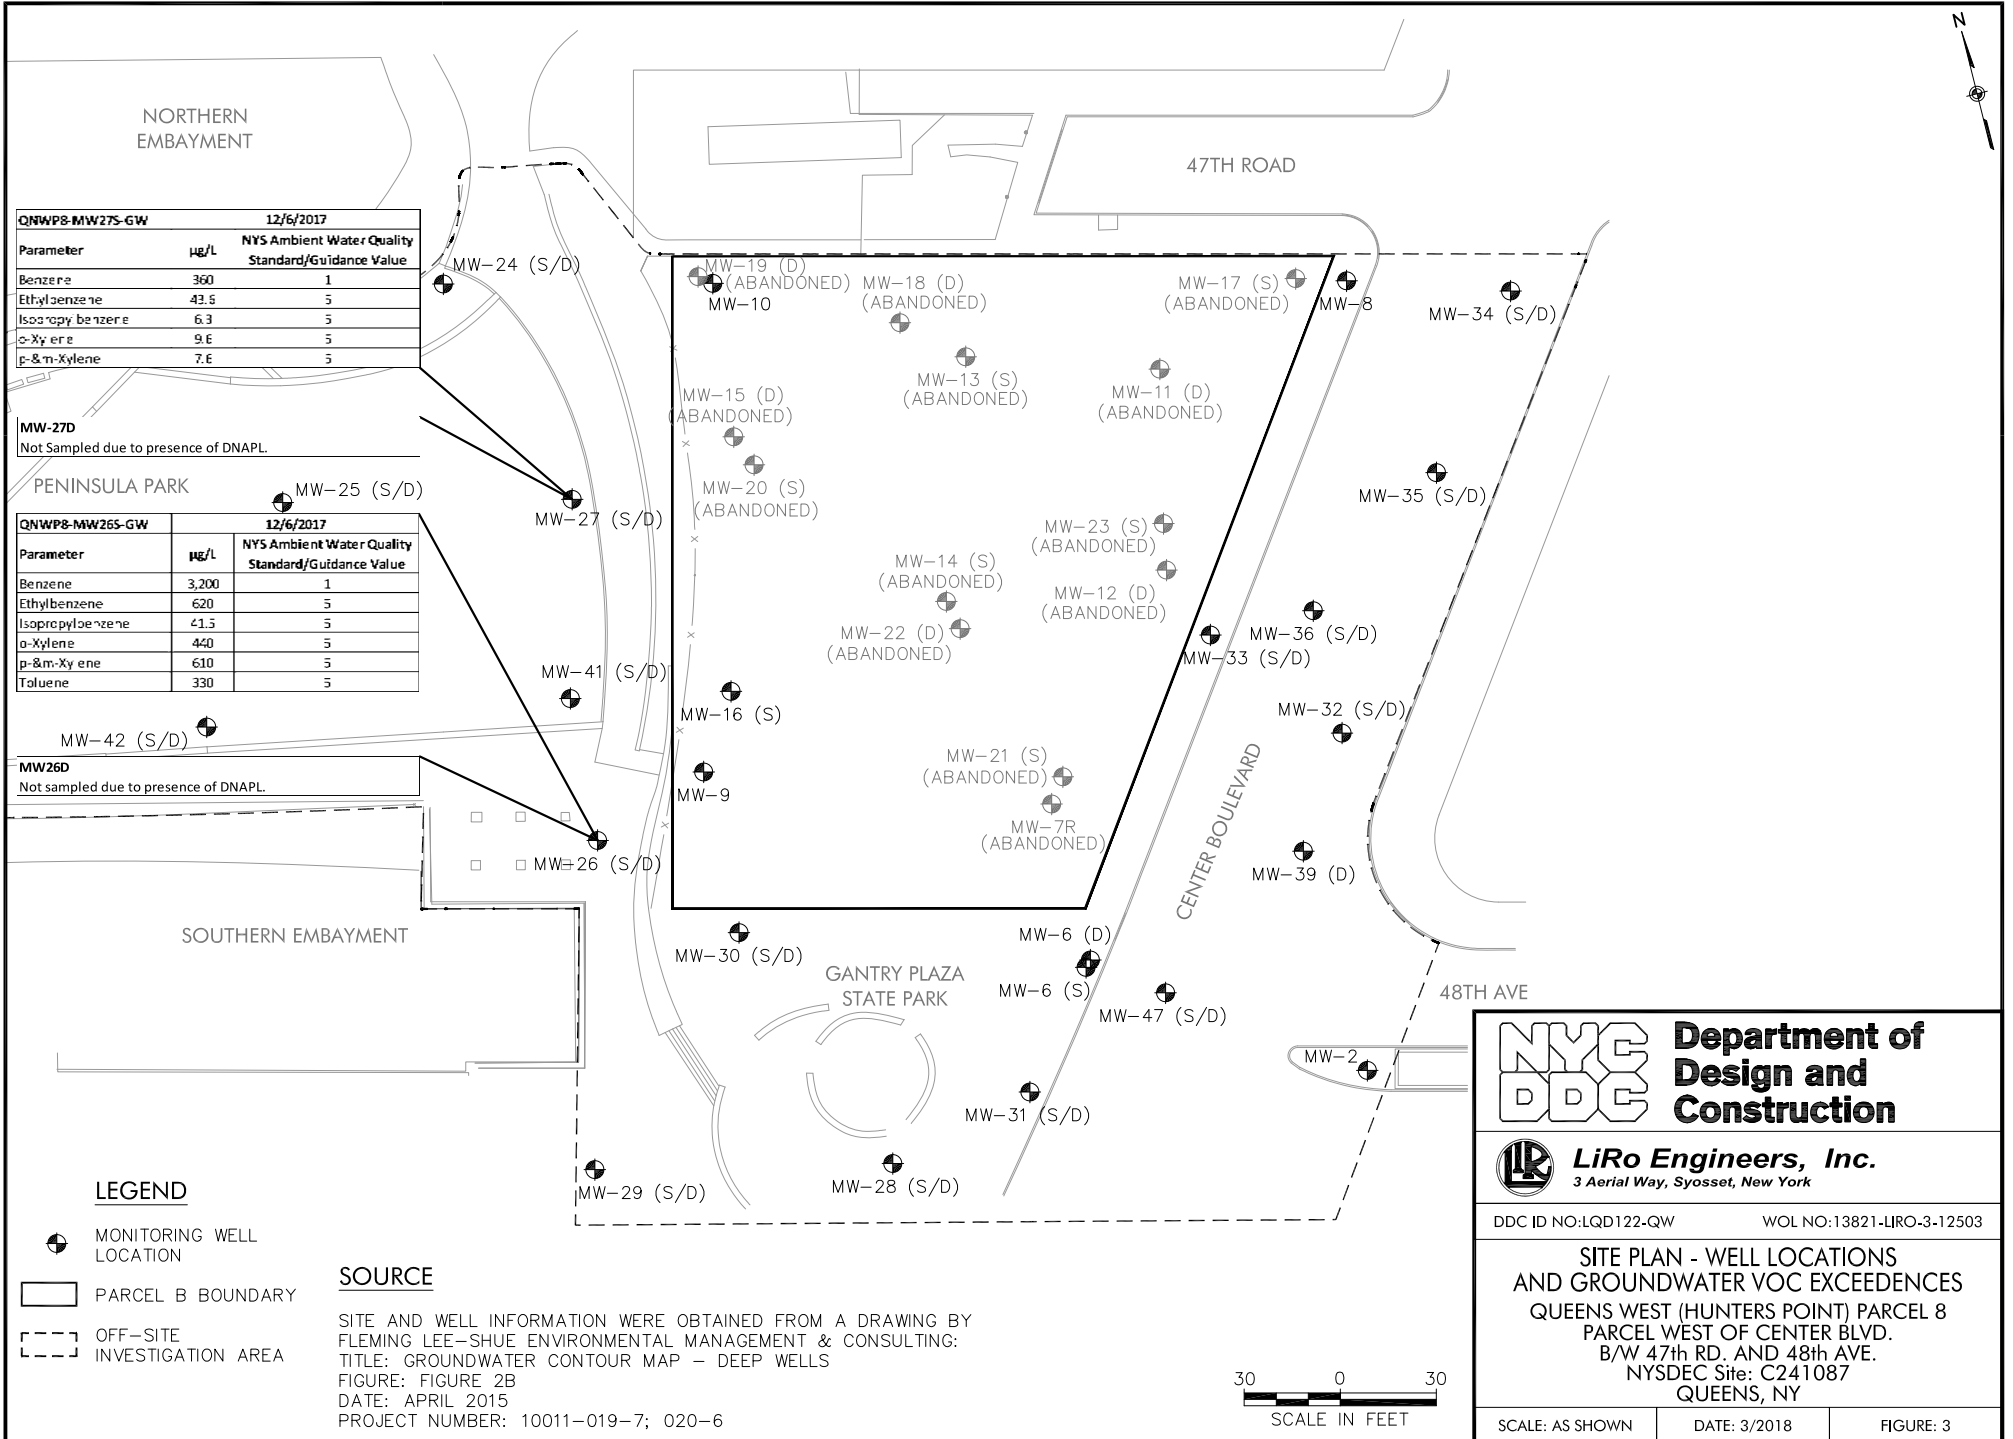 N
NORTHERN
EMBAYMENT
47TH ROAD
QNWP8-MW27S-GW 12/6/2017
Parameter µg/L NYS Ambient Water Quality Standard/Guidance Value
Benzene 360 1
Ethylbenzene 43.5 5
Isopropylbenzene 6.3 5
o-Xylene 9.6 5
p-&m-Xylene 7.6 5
MW-24 (S/D)
MW-19 (D)
(ABANDONED)
MW-10
MW-18 (D)
(ABANDONED)
MW-17 (S)
(ABANDONED)
MW-8
MW-34 (S/D)
MW-13 (S)
(ABANDONED)
MW-11 (D)
(ABANDONED)
MW-15 (D)
(ABANDONED)
MW-27D
Not Sampled due to presence of DNAPL.
PENINSULA PARK
MW-25 (S/D)
MW-20 (S)
(ABANDONED)
MW-35 (S/D)
MW-27 (S/D)
QNWP8-MW26S-GW 12/6/2017
Parameter µg/L NYS Ambient Water Quality Standard/Guidance Value
Benzene 3,200 1
Ethylbenzene 620 5
Isopropylbenzene 41.5 5
o-Xylene 440 5
p-&m-Xy ene 610 5
Toluene 330 5
MW-23 (S)
(ABANDONED)
MW-14 (S)
(ABANDONED)
MW-12 (D)
(ABANDONED)
MW-22 (D)
(ABANDONED)
MW-36 (S/D)
MW-33 (S/D)
MW-41 (S/D)
MW-16 (S)
MW-32 (S/D)
MW-42 (S/D)
MW26D
Not sampled due to presence of DNAPL.
MW-21 (S)
(ABANDONED)
MW-9
MW-7R
(ABANDONED)
CENTER BOULEVARD
MW-26 (S/D)
MW-39 (D)
SOUTHERN EMBAYMENT
MW-30 (S/D)
MW-6 (D)
GANTRY PLAZA
STATE PARK
MW-6 (S)
MW-47 (S/D)
48TH AVE
MW-2
MW-31 (S/D)
MW-29 (S/D)
MW-28 (S/D)
LEGEND
MONITORING WELL
LOCATION
PARCEL B BOUNDARY
OFF-SITE
INVESTIGATION AREA
SOURCE
SITE AND WELL INFORMATION WERE OBTAINED FROM A DRAWING BY
FLEMING LEE-SHUE ENVIRONMENTAL MANAGEMENT & CONSULTING:
TITLE: GROUNDWATER CONTOUR MAP - DEEP WELLS
FIGURE: FIGURE 2B
DATE: APRIL 2015
PROJECT NUMBER: 10011-019-7; 020-6
30 0 30
SCALE IN FEET
NYC
DDC
Department of
Design and
Construction
LiRo
LiRo Engineers, Inc.
3 Aerial Way, Syosset, New York
DDC ID NO:LQD122-QW WOL NO:13821-LIRO-3-12503
SITE PLAN - WELL LOCATIONS
AND GROUNDWATER VOC EXCEEDENCES
QUEENS WEST (HUNTERS POINT) PARCEL 8
PARCEL WEST OF CENTER BLVD.
B/W 47th RD. AND 48th AVE.
NYSDEC Site: C241087
QUEENS, NY
SCALE: AS SHOWN DATE: 3/2018 FIGURE: 3